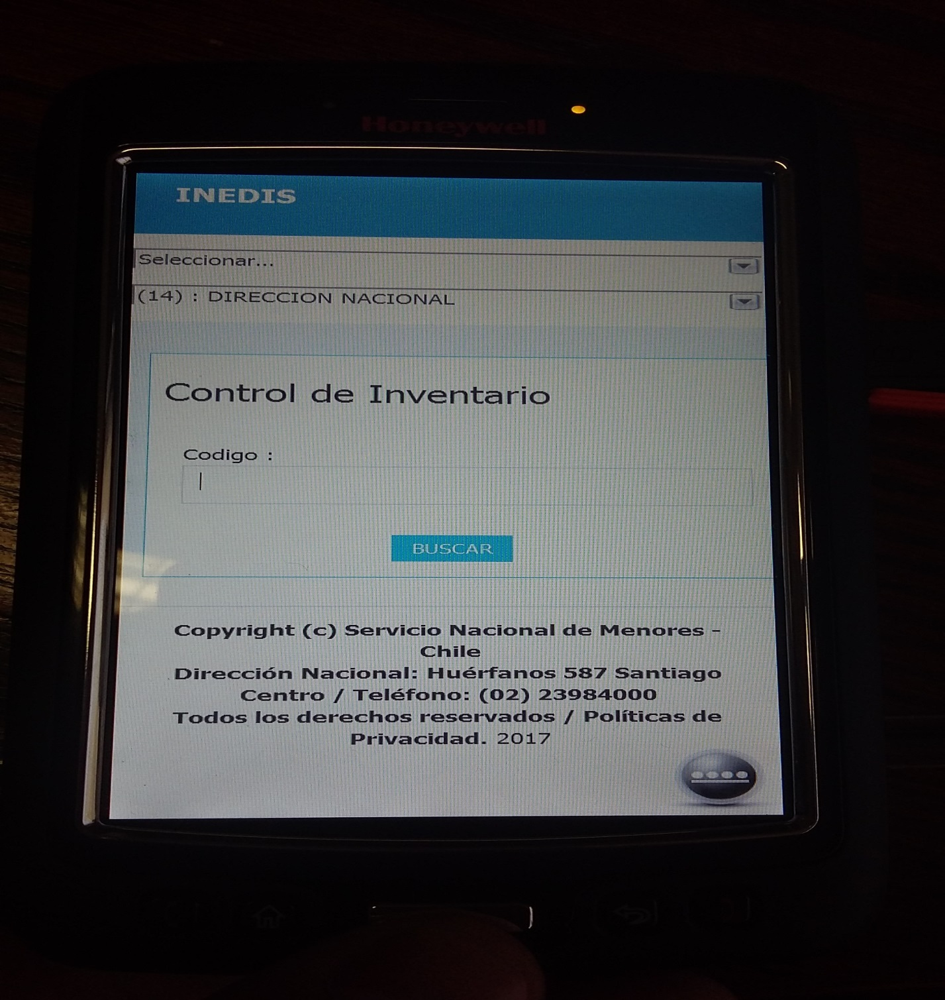 Honeywell
INEDIS
Seleccionar...
(14) : DIRECCION NACIONAL
Control de Inventario
Codigo :
BUSCAR
Copyright (c) Servicio Nacional de Menores -
Chile
Dirección Nacional: Huérfanos 587 Santiago
Centro / Teléfono: (02) 23984000
Todos los derechos reservados / Políticas de
Privacidad. 2017